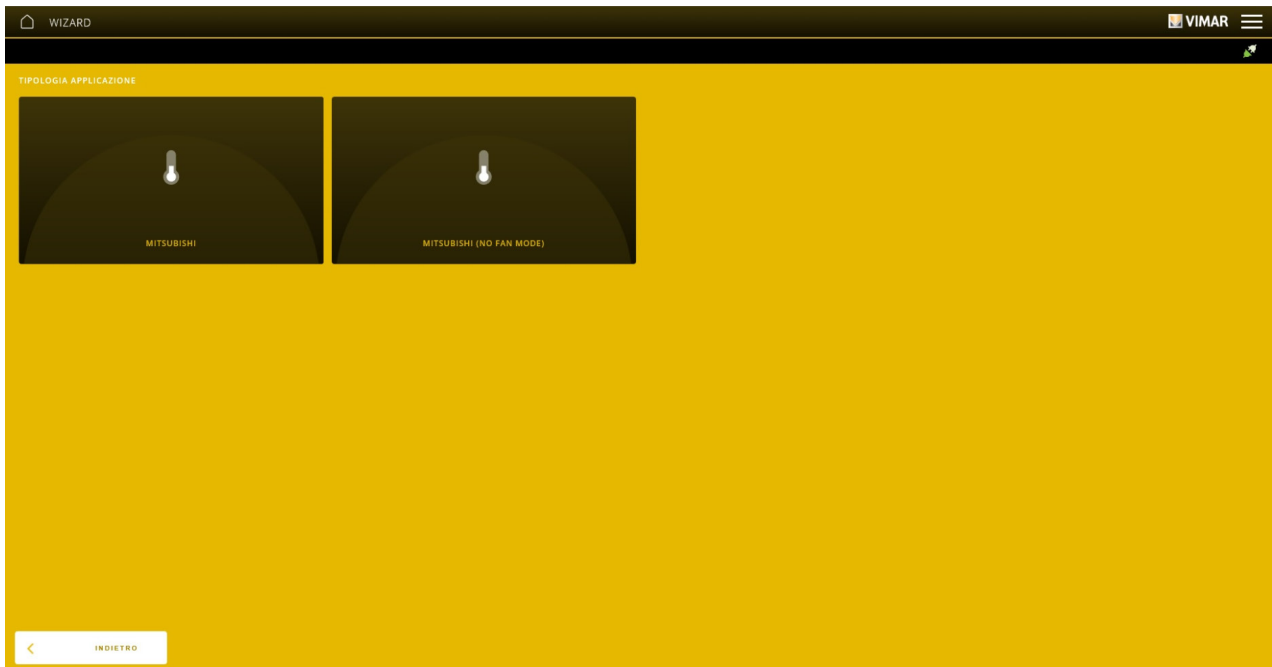 WIZARD
VIMAR
TIPOLOGIA APPLICAZIONE
MITSUBISHI
MITSUBISHI (NO FAN MODE)
INDIETRO